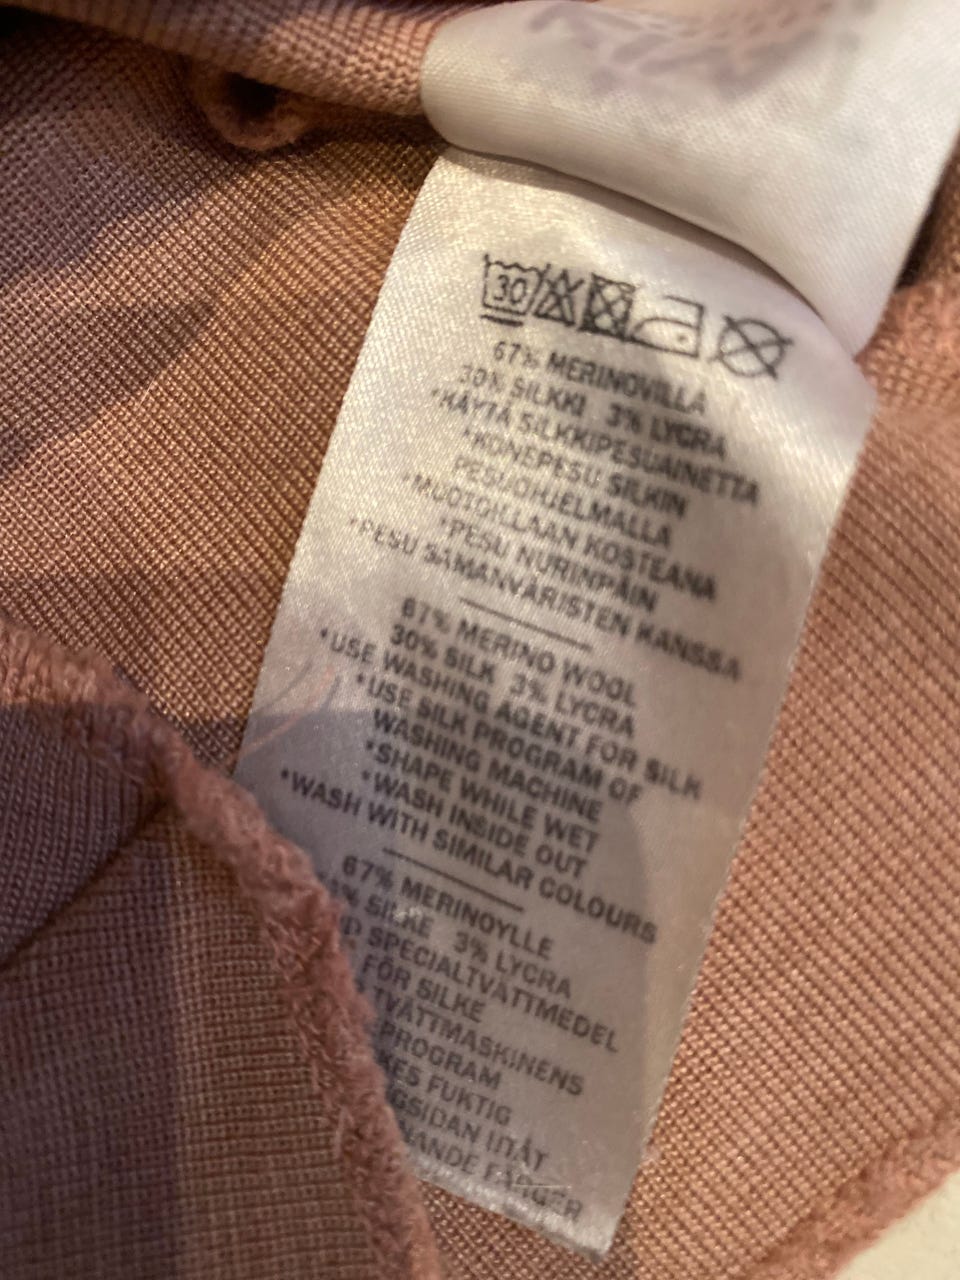 30
67% MERINOVILLA
30% SILKKI 3% LYCRA
*KÄYTÄ SILKKIPESUAINETTA
*KONEPESU SILKIN
PESUOHJELMALLA
*MUOTOILLAAN KOSTEANA
*PESU NURINPÄIN
*PESU SAMANVÄRISTEN KANSSA
67% MERINO WOOL
30% SILK 3% LYCRA
*USE WASHING AGENT FOR SILK
*USE SILK PROGRAM OF
WASHING MACHINE
*SHAPE WHILE WET
*WASH INSIDE OUT
*WASH WITH SIMILAR COLOURS
67% MERINOYLLE
SILKE 3% LYCRA
SPECIALTVÄTTMEDEL
FÖR SILKE
TVÄTTMASKINENS
PROGRAM
FUKTIG